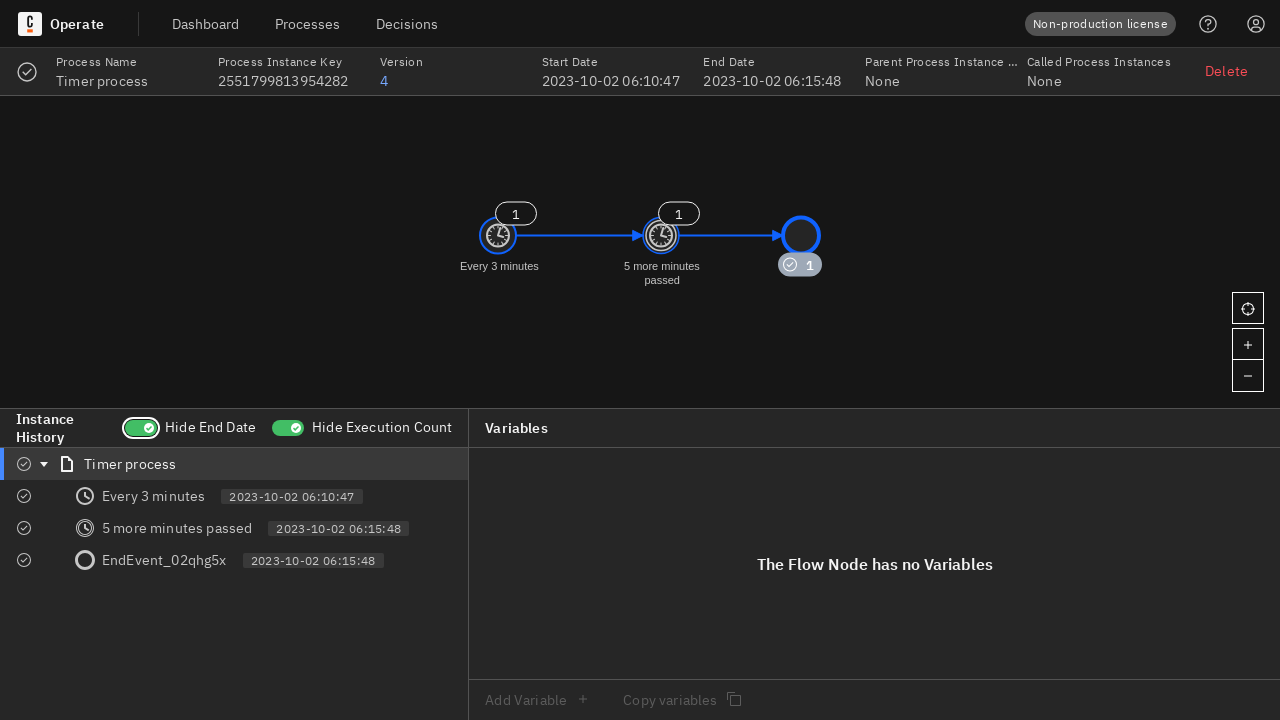 Operate
Dashboard
Processes
Decisions
Non-production license
Process Name
Timer process
Process Instance Key
2551799813954282
Version
4
Start Date
2023-10-02 06:10:47
End Date
2023-10-02 06:15:48
Parent Process Instance ...
None
Called Process Instances
None
Delete
1
1
Every 3 minutes
5 more minutes
passed
1
Instance
History
Hide End Date
Hide Execution Count
Timer process
Every 3 minutes 2023-10-02 06:10:47
5 more minutes passed 2023-10-02 06:15:48
EndEvent_02qhg5x 2023-10-02 06:15:48
Variables
The Flow Node has no Variables
Add Variable +
Copy variables